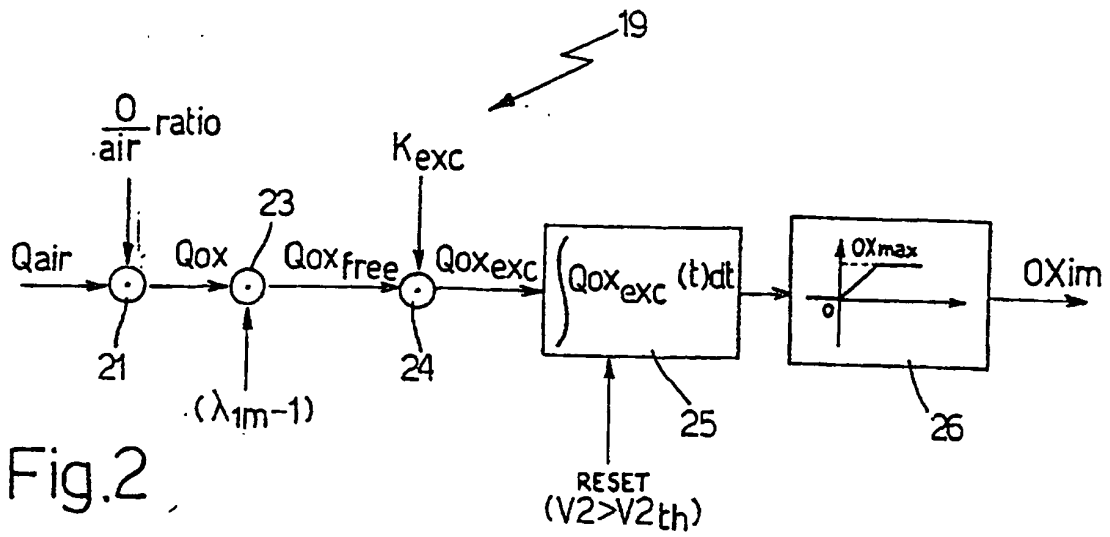 19
O
air ratio
Kexc
23
Qair
Qox
Qoxfree
Qoxexc
∫Qoxexc (t)dt
OXmax
0
OXim
21
24
(λ1m-1)
25
26
RESET
(V2>V2th)
Fig.2